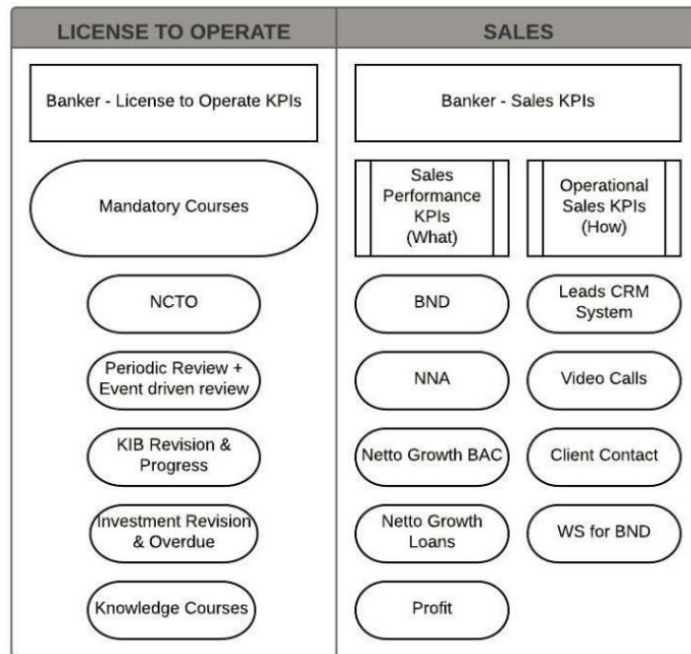 LICENSE TO OPERATE
Banker - License to Operate KPIs
Mandatory Courses
NCTO
Periodic Review +
Event driven review
KIB Revision &
Progress
Investment Revision
& Overdue
Knowledge Courses
SALES
Banker - Sales KPIs
Sales
Performance
KPIs
(What)
BND
NNA
Netto Growth BAC
Netto Growth
Loans
Profit
Operational
Sales KPIs
(How)
Leads CRM
System
Video Calls
Client Contact
WS for BND